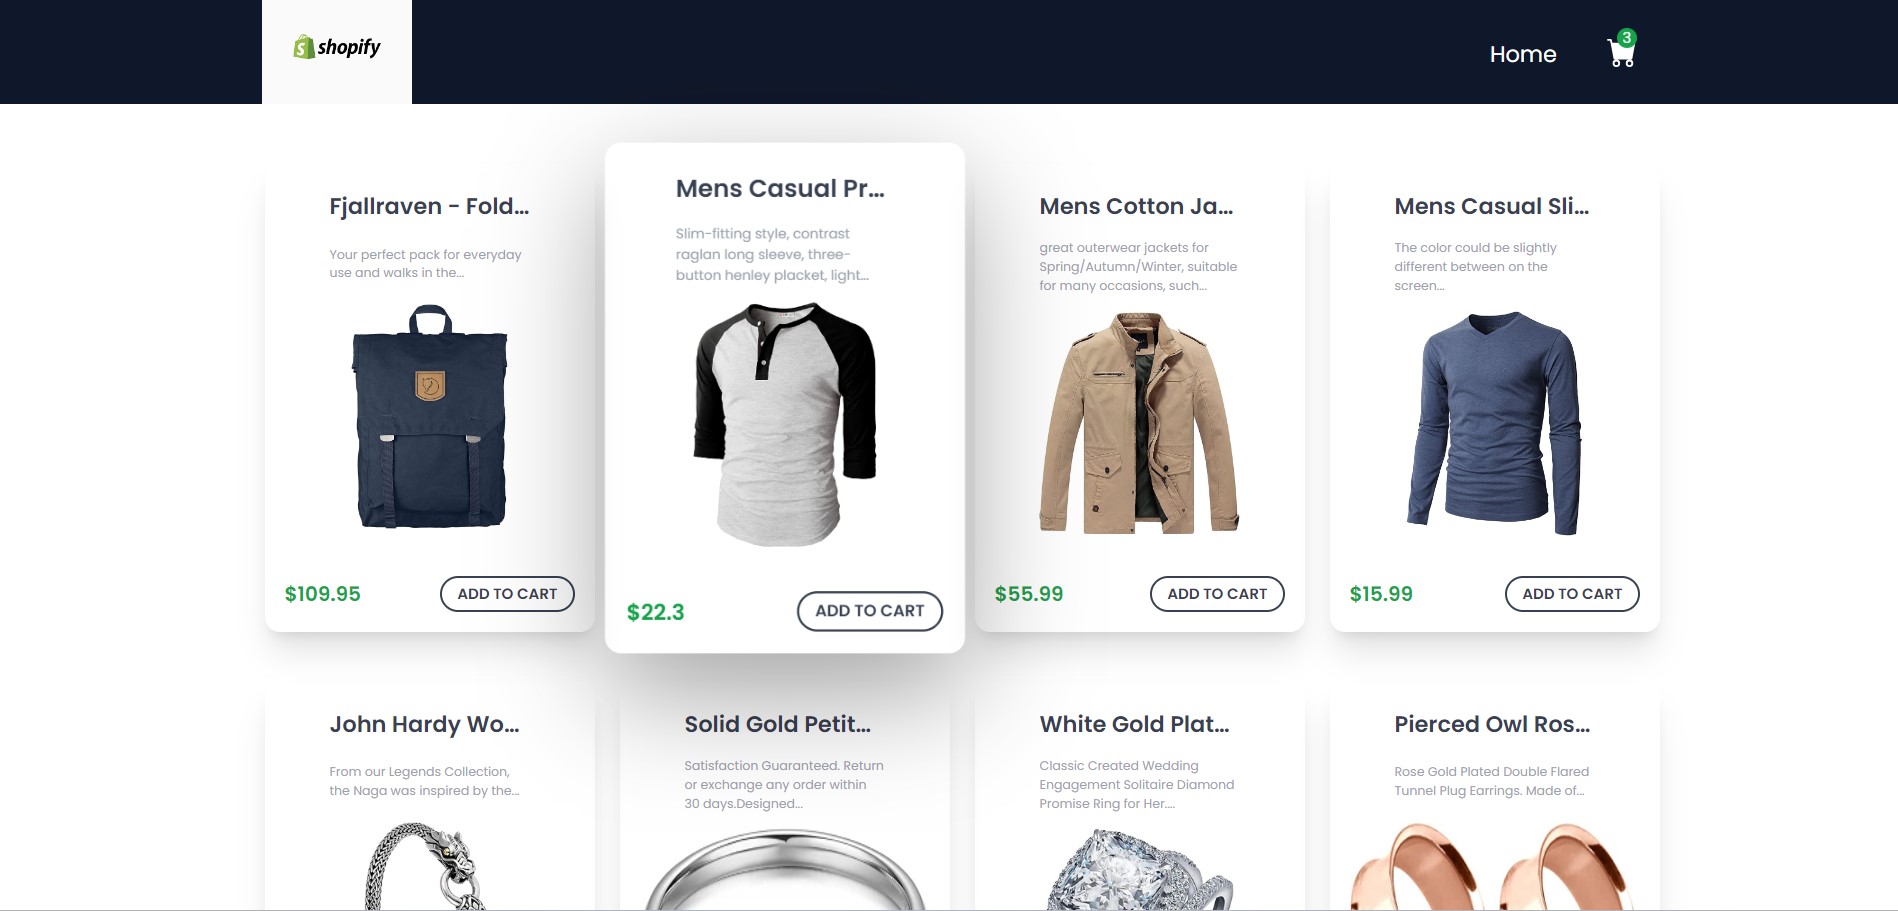 shopify
Home
3
Fjallraven - Fold...
Your perfect pack for everyday
use and walks in the...
$109.95
ADD TO CART
Mens Casual Pr...
Slim-fitting style, contrast
raglan long sleeve, three-
button henley placket, light...
$22.3
ADD TO CART
Mens Cotton Ja...
great outerwear jackets for
Spring/Autumn/Winter, suitable
for many occasions, such...
$55.99
ADD TO CART
Mens Casual Sli...
The color could be slightly
different between on the
screen...
$15.99
ADD TO CART
John Hardy Wo...
From our Legends Collection,
the Naga was inspired by the...
Solid Gold Petit...
Satisfaction Guaranteed. Return
or exchange any order within
30 days.Designed...
White Gold Plat...
Classic Created Wedding
Engagement Solitaire Diamond
Promise Ring for Her....
Pierced Owl Ros...
Rose Gold Plated Double Flared
Tunnel Plug Earrings. Made of...